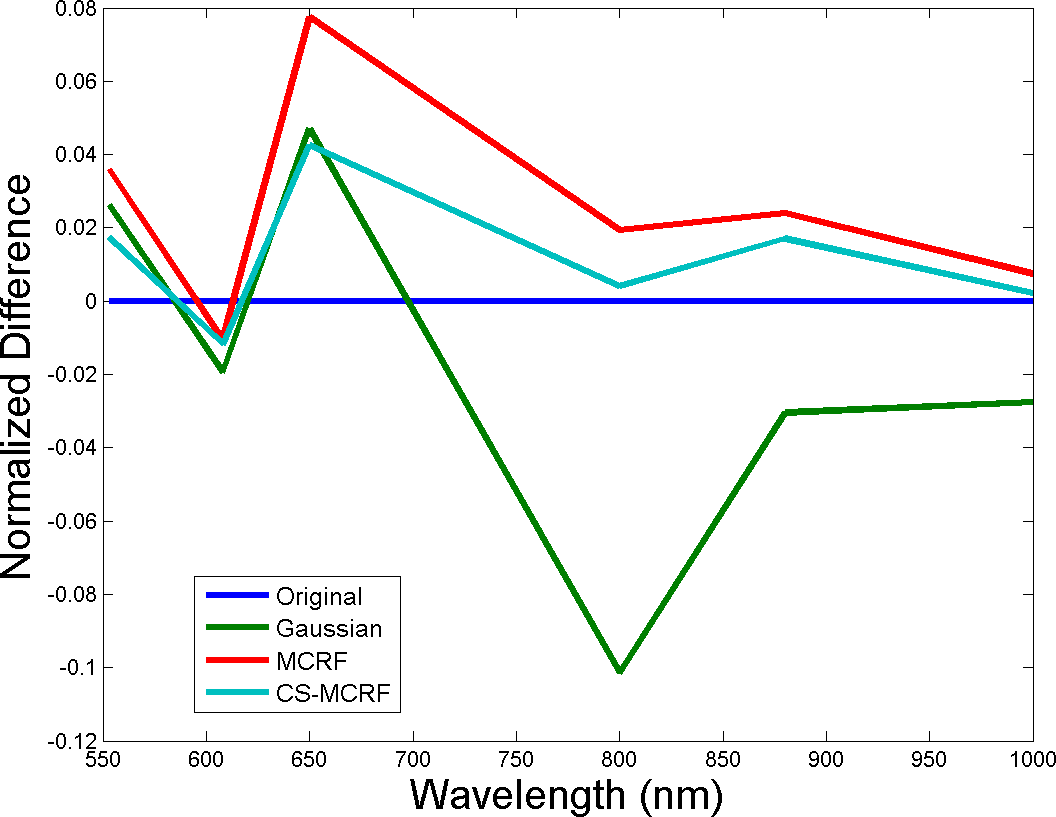 0.08
0.06
0.04
0.02
0
-0.02
-0.04
-0.06
-0.08
-0.1
-0.12
Normalized Difference
Original
Gaussian
MCRF
CS-MCRF
550 600 650 700 750 800 850 900 950 1000
Wavelength (nm)